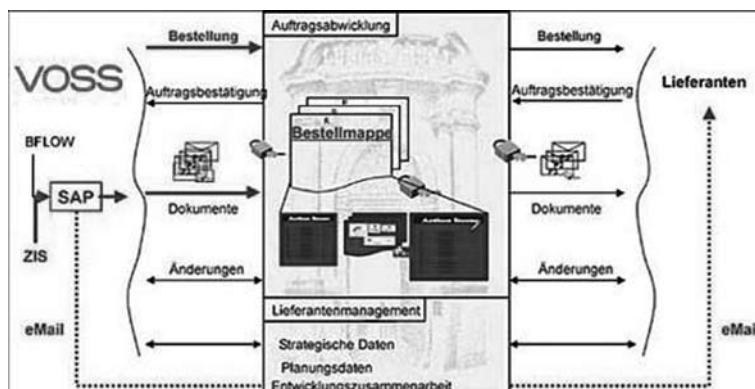 Auftragsabwicklung
Bestellung
Bestellung
VOSS
Auftragsbestätigung
Auftragsbestätigung
Lieferanten
Bestellmappe
BFLOW
SAP
Dokumente
Dokumente
ZIS
Änderungen
Änderungen
Lieferantenmanagement
eMail
eMai
Strategische Daten
Planungsdaten
Entwicklungszusammenarbeit